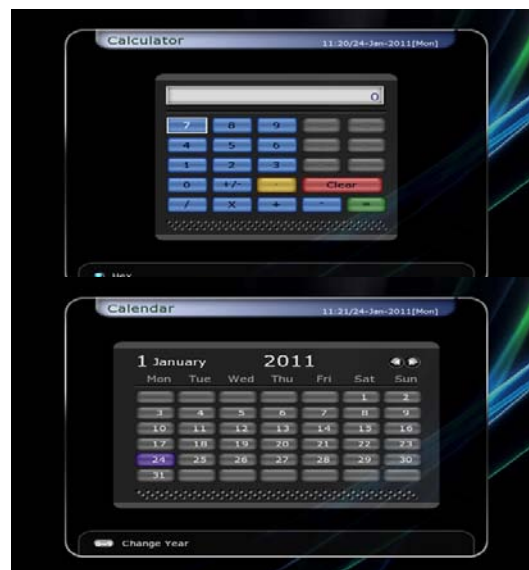 Calculator 11:20/24-Jan-2011[Mon]
0
7 8 9
4 5 6
1 2 3
0 +/- . Clear
/ X + - =
Hex
Calendar 11:21/24-Jan-2011[Mon]
1 January 2011
Mon Tue Wed Thu Fri Sat Sun
1 2
3 4 5 6 7 8 9
10 11 12 13 14 15 16
17 18 19 20 21 22 23
24 25 26 27 28 29 30
31
Change Year